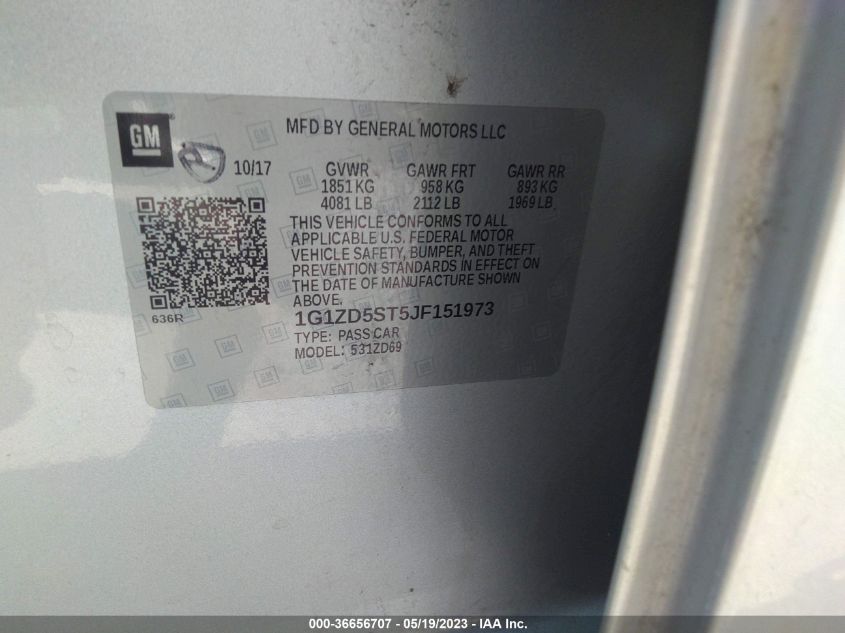 GM
MFD BY GENERAL MOTORS LLC
10/17
GVWR GAWR FRT GAWR RR
1851 KG 958 KG 893 KG
4081 LB 2112 LB 1969 LB
THIS VEHICLE CONFORMS TO ALL
APPLICABLE U.S. FEDERAL MOTOR
VEHICLE SAFETY, BUMPER, AND THEFT
PREVENTION STANDARDS IN EFFECT ON
THE DATE OF MANUFACTURE SHOWN
ABOVE.
636R
1G1ZD5ST5JF151973
TYPE: PASS CAR
MODEL: 531ZD69
000-36656707 - 05/19/2023 - IAA Inc.